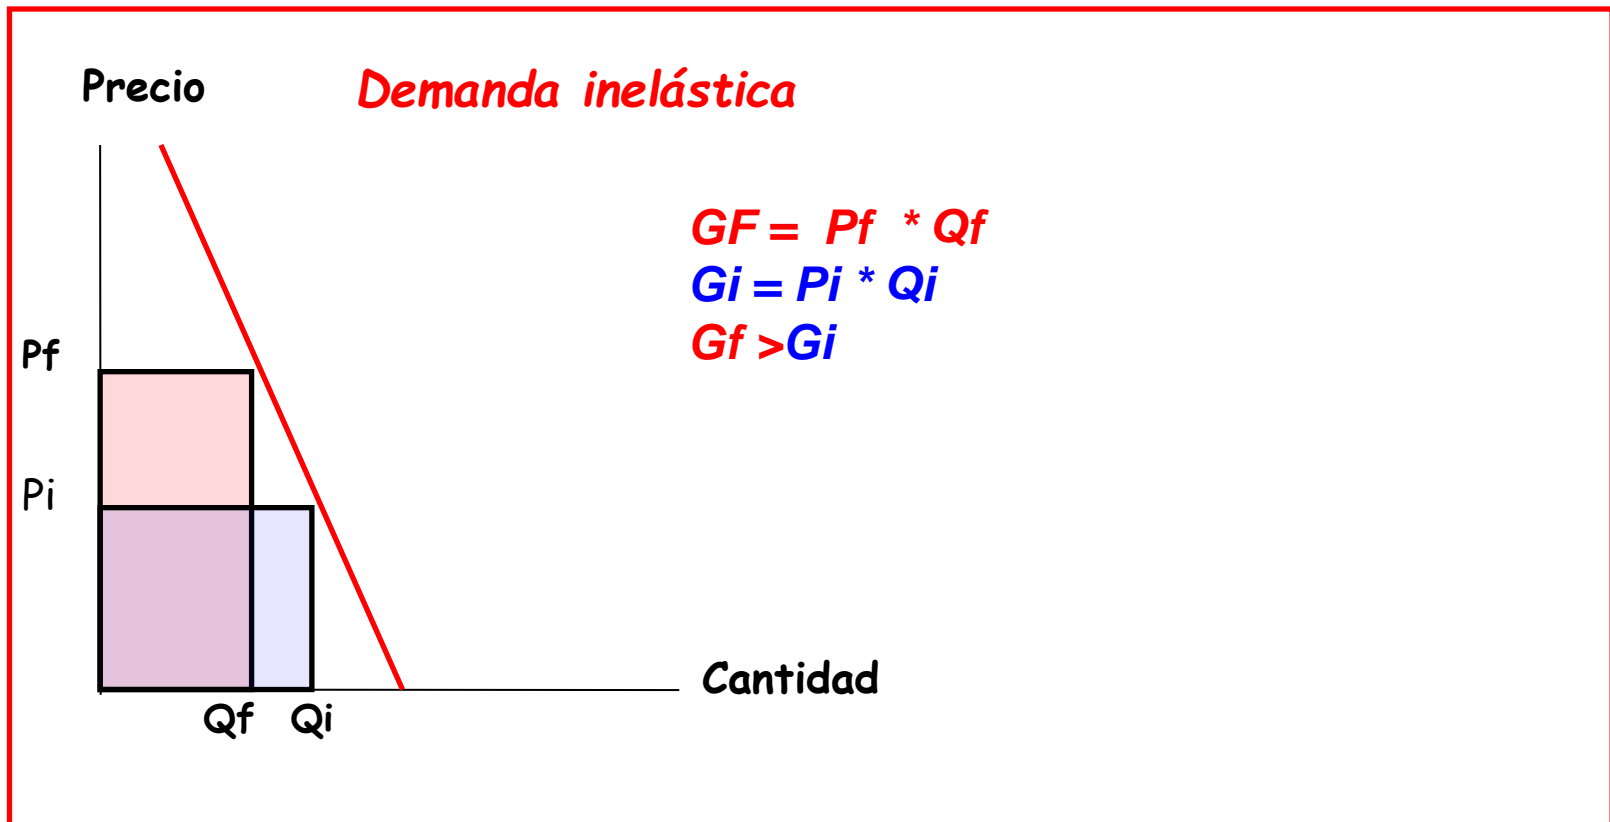 Precio
Demanda inelástica
GF = Pf * Qf
Gi = Pi * Qi
Gf >Gi
Pf
Pi
Cantidad
Qf Qi